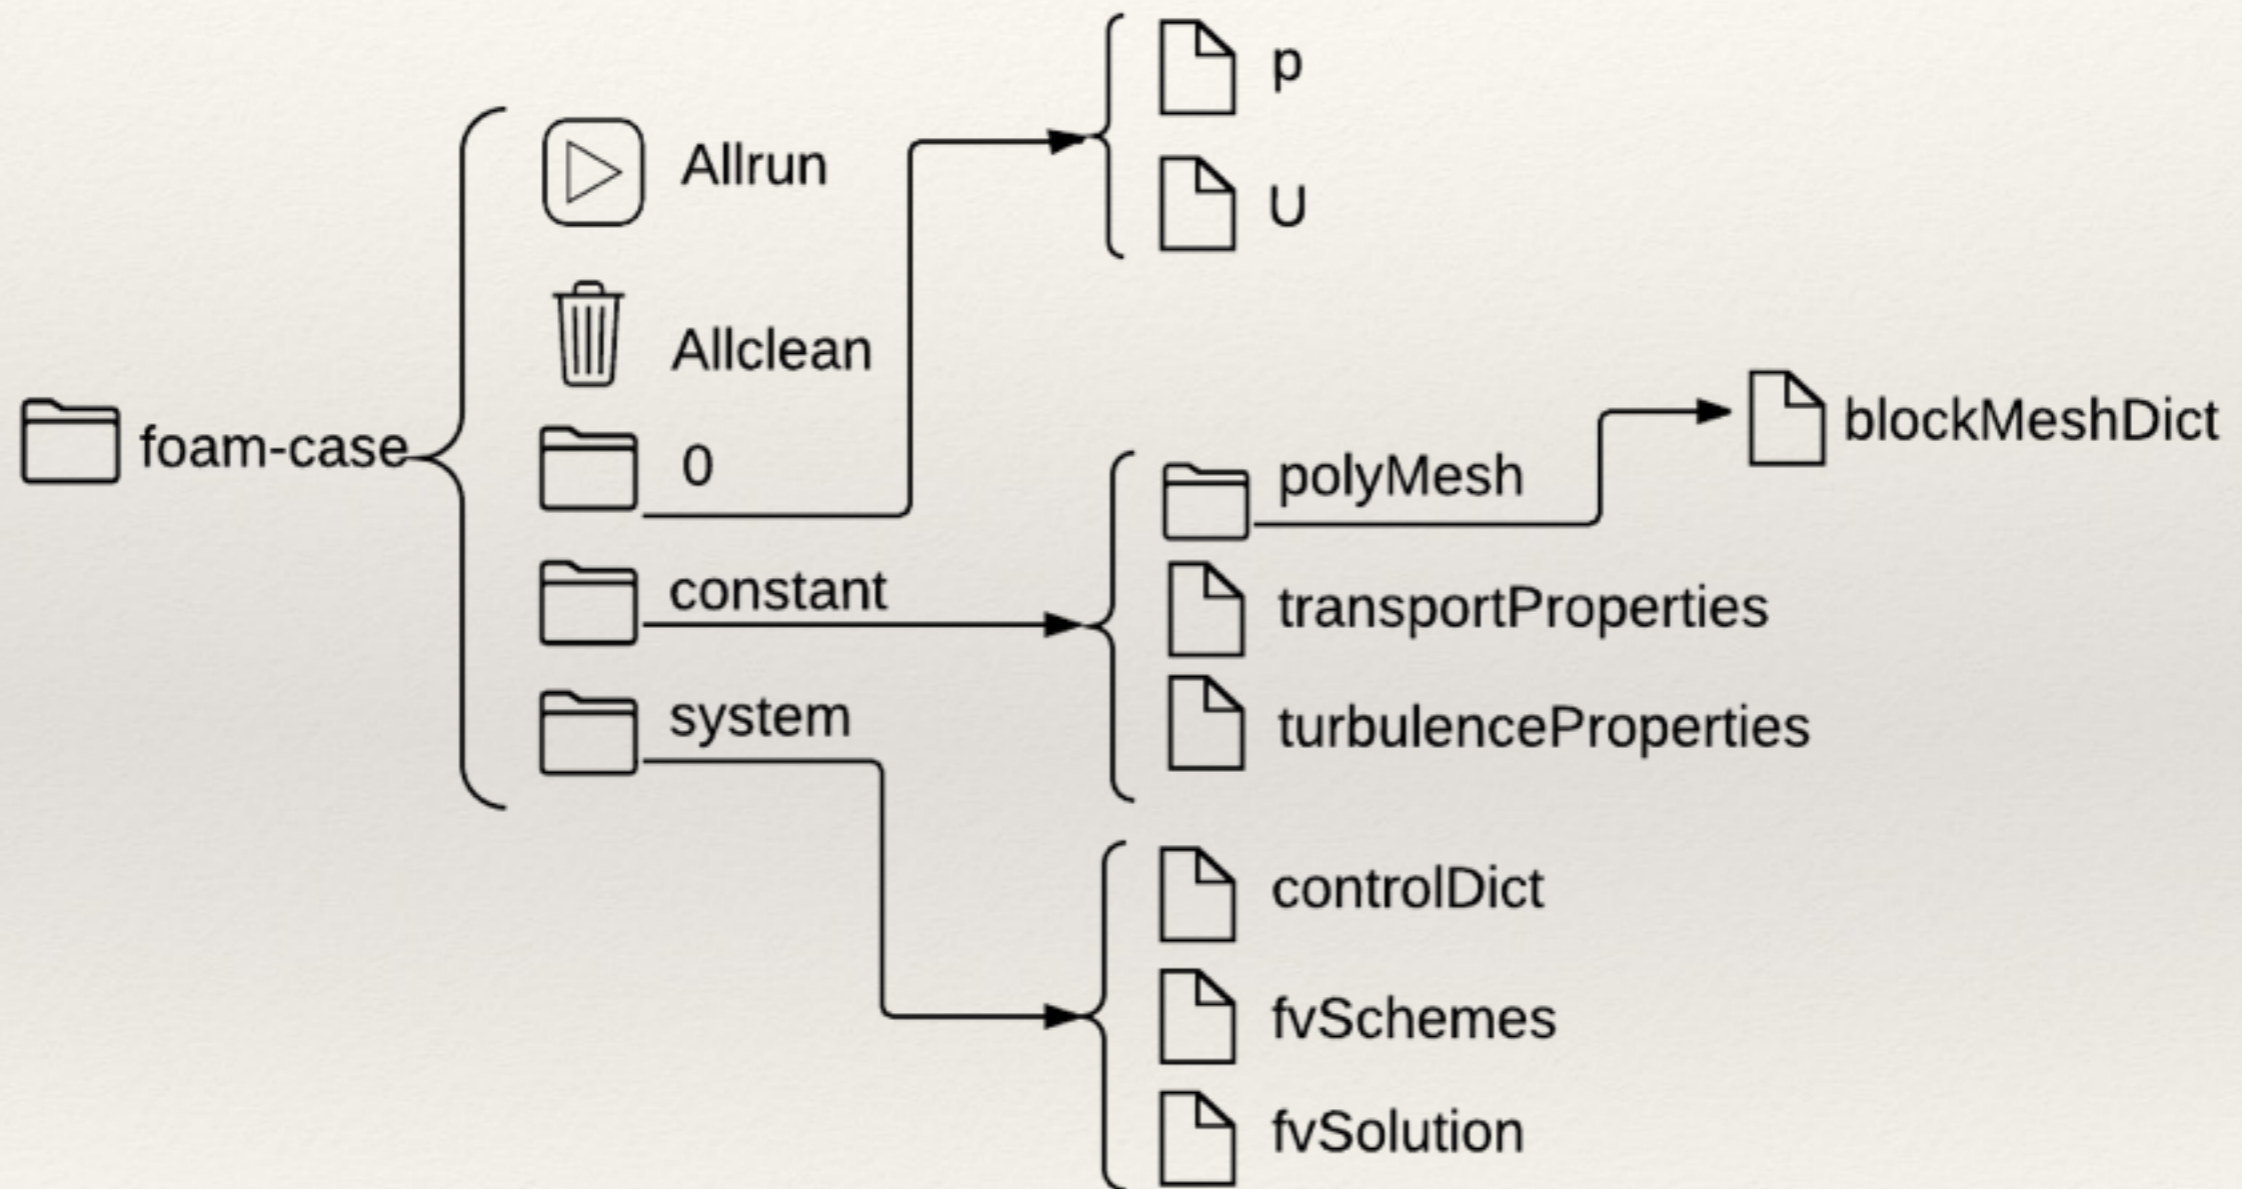 foam-case
Allrun
Allclean
0
constant
system
p
U
polyMesh
transportProperties
turbulenceProperties
blockMeshDict
controlDict
fvSchemes
fvSolution